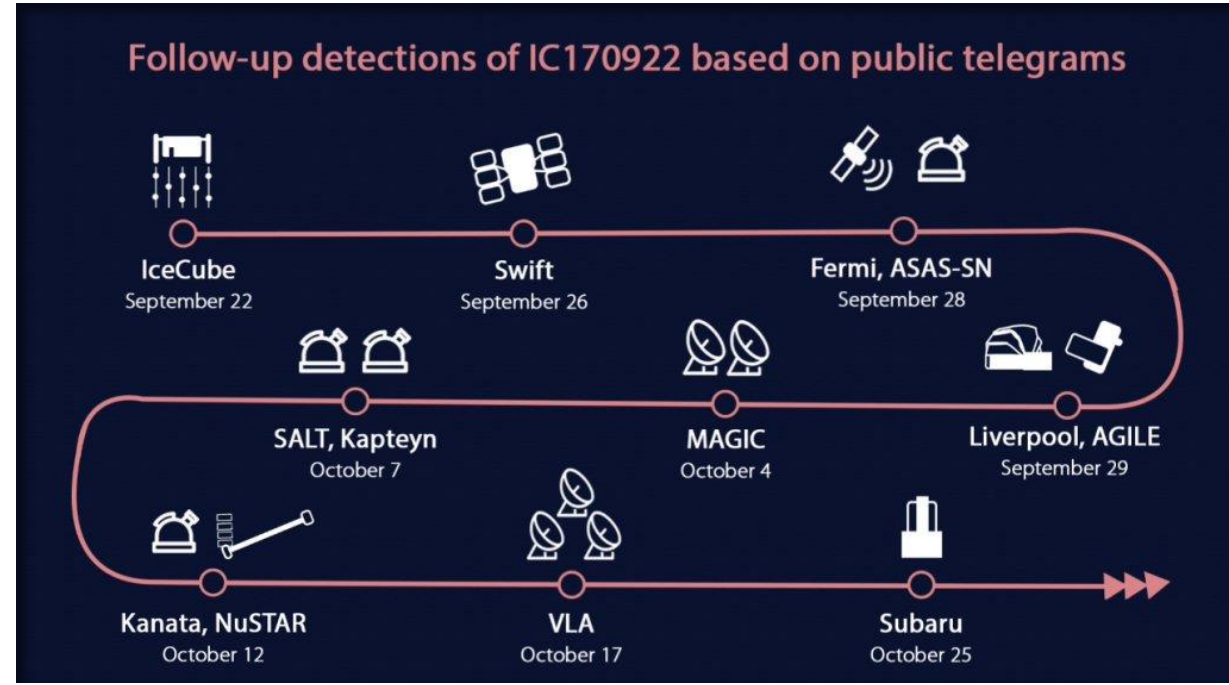 Follow-up detections of IC170922 based on public telegrams
IceCube
September 22
Swift
September 26
Fermi, ASAS-SN
September 28
Liverpool, AGILE
September 29
MAGIC
October 4
SALT, Kapteyn
October 7
Kanata, NuSTAR
October 12
VLA
October 17
Subaru
October 25